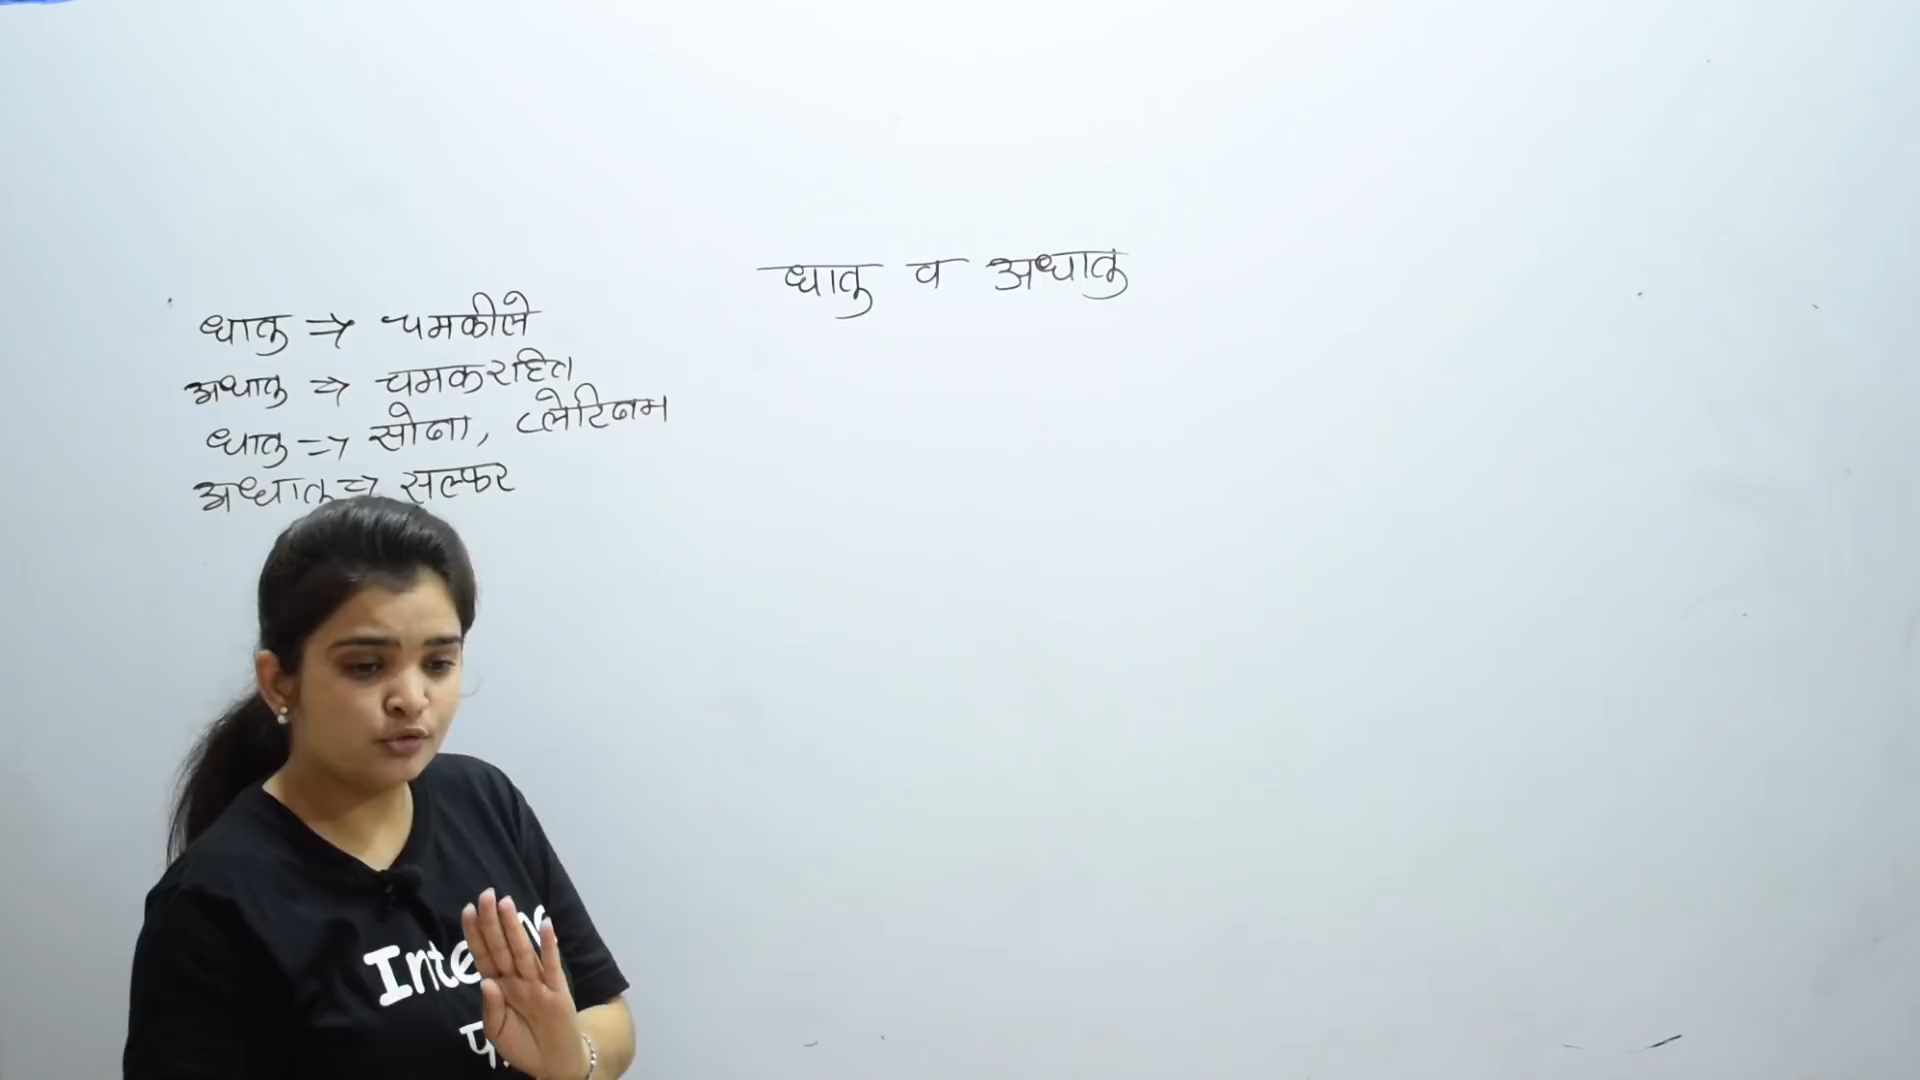 धातु व अधातु
धातु ⇒ चमकीले
अधातु ⇒ चमकरहित
धातु ⇒ सोना, प्लेटिनम
अधातु ⇒ सल्फर